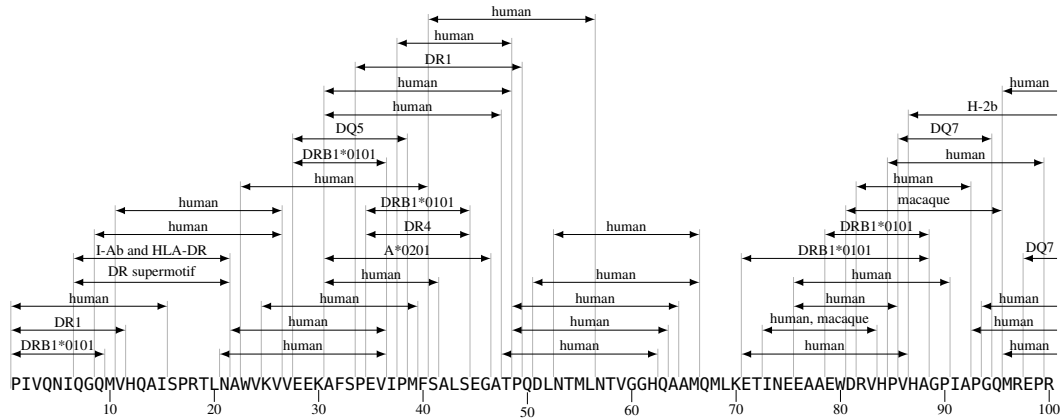 human
human
DR1
human human
human H-2b
DQ5 DQ7
DRB1*0101 human
human human
human DRB1*0101 macaque
human DR4 human DRB1*0101
I-Ab and HLA-DR A*0201 DRB1*0101 DQ7
DR supermotif human human human
human human human human human
DR1 human human human, macaque human
DRB1*0101 human human human human
PIVQNIQGQMVHQAISPRTLNAWVKVVEEKAFSPEVIPMFSALSEGATPQDLNTMLNTVGGHQAAMQMLKETINEEAAEWDRVHPVHAGPIAPGQMREPR
10 20 30 40 50 60 70 80 90 100